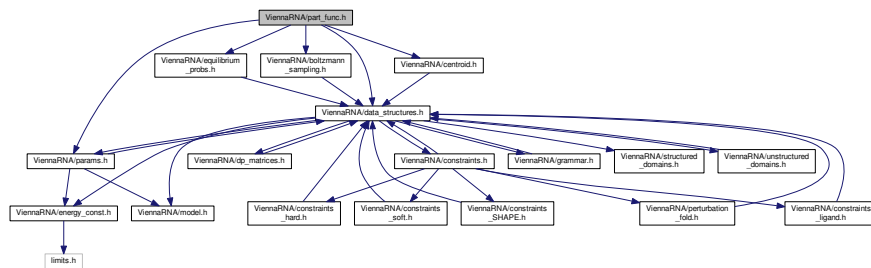 ViennaRNA/part_func.h
ViennaRNA/equilibrium
_probs.h
ViennaRNA/boltzmann
_sampling.h
ViennaRNA/centroid.h
ViennaRNA/data_structures.h
ViennaRNA/params.h
ViennaRNA/dp_matrices.h
ViennaRNA/constraints.h
ViennaRNA/grammar.h
ViennaRNA/structured
_domains.h
ViennaRNA/unstructured
_domains.h
ViennaRNA/energy_const.h
ViennaRNA/model.h
ViennaRNA/constraints
_hard.h
ViennaRNA/constraints
_soft.h
ViennaRNA/constraints
_SHAPE.h
ViennaRNA/perturbation
_fold.h
ViennaRNA/constraints
_ligand.h
limits.h